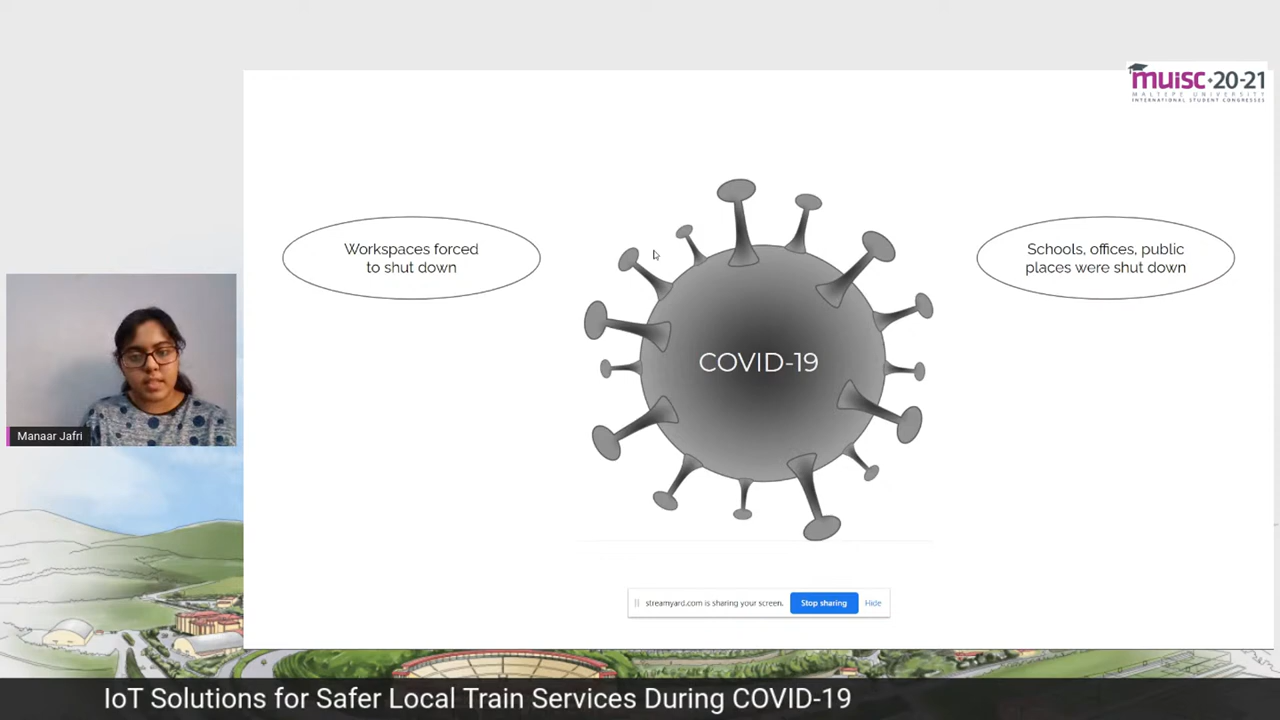 muisc 20-21
MALTEPE UNIVERSITY
INTERNATIONAL STUDENT CONGRESSES
Workspaces forced
to shut down
Schools, offices, public
places were shut down
COVID-19
Manaar Jafri
streamyard.com is sharing your screen.
Stop sharing
Hide
IoT Solutions for Safer Local Train Services During COVID-19